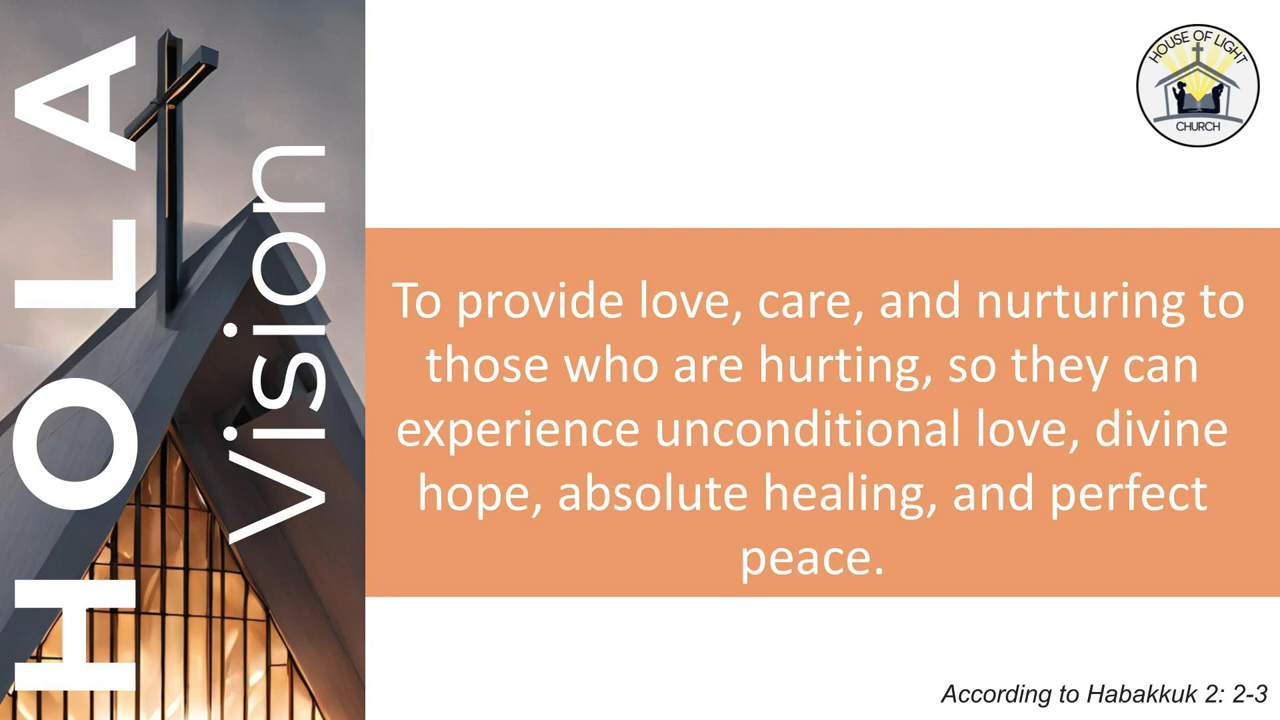 HOLA
Vision
HOUSE OF LIGHT
CHURCH
To provide love, care, and nurturing to
those who are hurting, so they can
experience unconditional love, divine
hope, absolute healing, and perfect
peace.
According to Habakkuk 2: 2-3